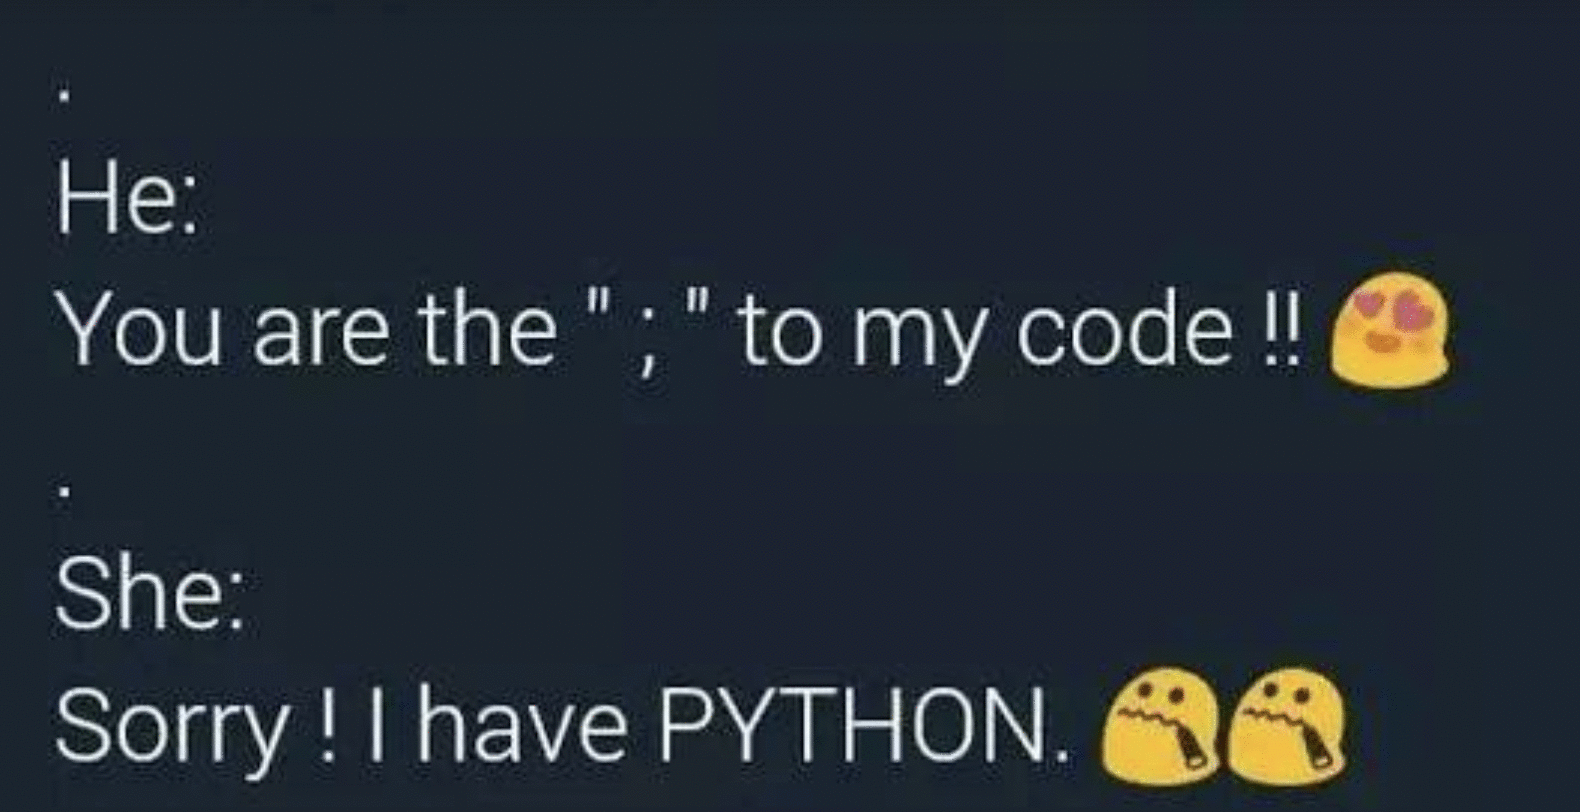 .
He:
You are the " ; " to my code !! 😍
.
She:
Sorry ! I have PYTHON.